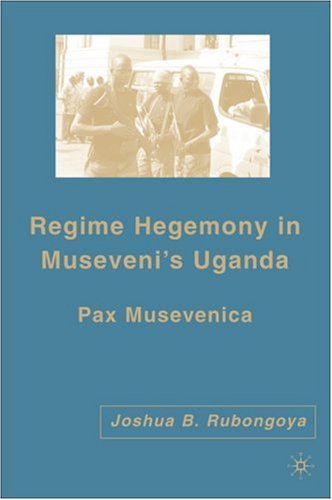 Regime Hegemony in
Museveni's Uganda
Pax Musevenica
Joshua B. Rubongoya